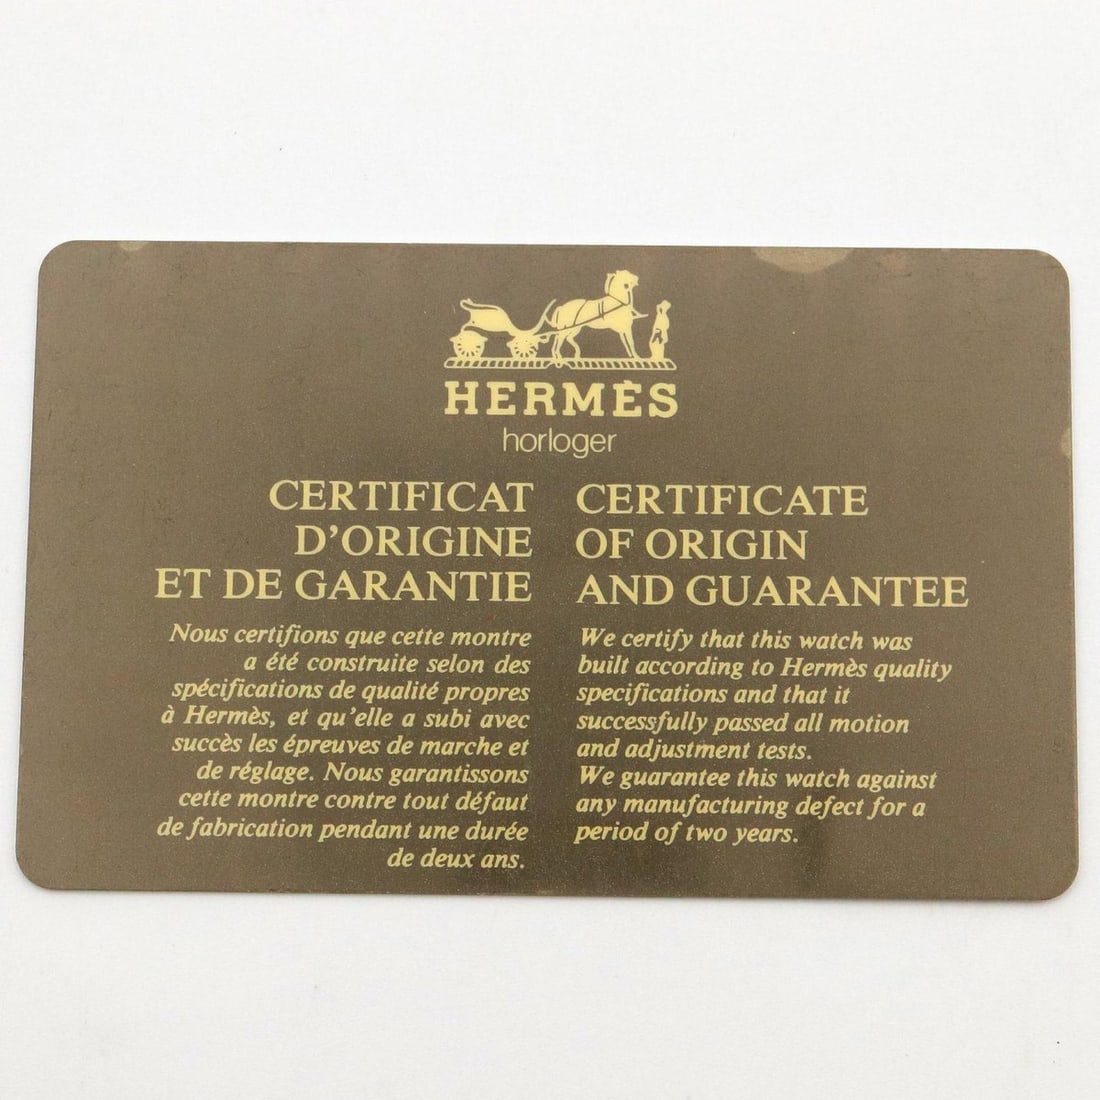 HERMÈS
horloger
CERTIFICAT
D'ORIGINE
ET DE GARANTIE
Nous certifions que cette montre
a été construite selon des
spécifications de qualité propres
à Hermès, et qu'elle a subi avec
succès les épreuves de marche et
de réglage. Nous garantissons
cette montre contre tout défaut
de fabrication pendant une durée
de deux ans.
CERTIFICATE
OF ORIGIN
AND GUARANTEE
We certify that this watch was
built according to Hermès quality
specifications and that it
successfully passed all motion
and adjustment tests.
We guarantee this watch against
any manufacturing defect for a
period of two years.